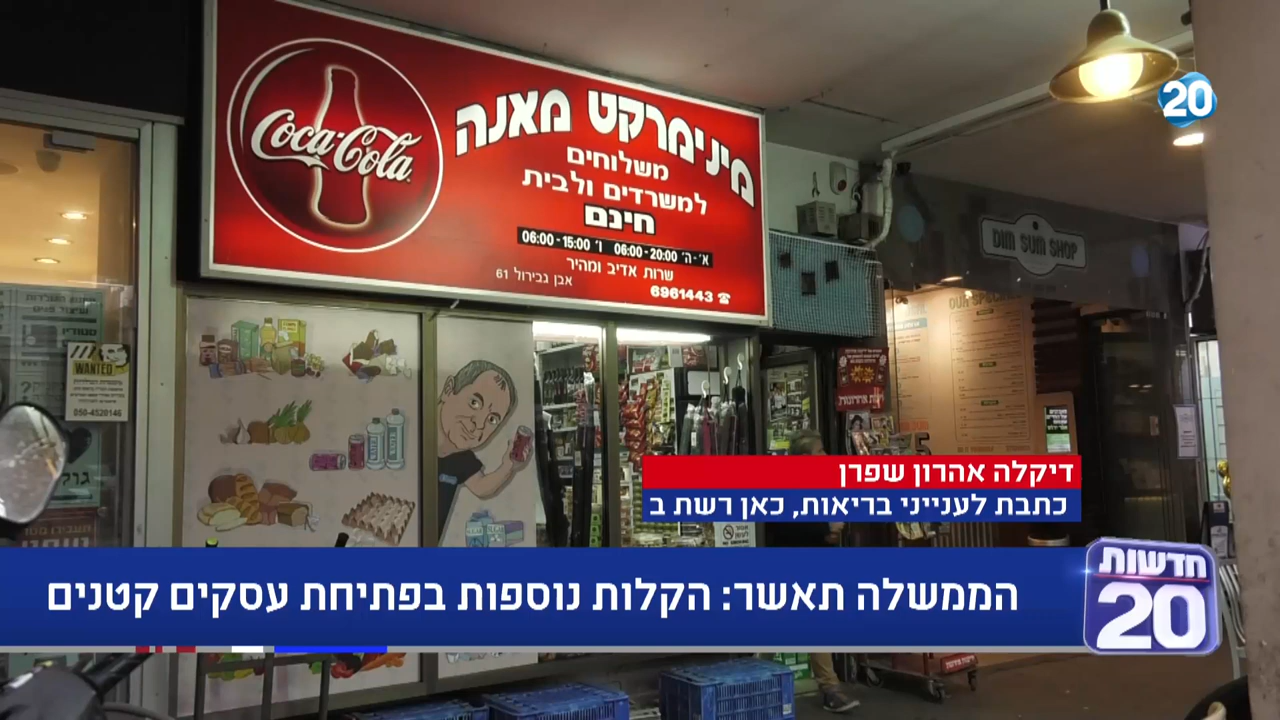 20
Coca-Cola
מינימרקט מאנה
משלוחים
למשרדים ולבית
חינם
א'-ה' 06:00-20:00 ו' 06:00-15:00
שרות אדיב ומהיר
אבן גבירול 61
6961443
DIM SUM SHOP
WANTED
050-4520146
דיקלה אהרון שפרן
כתבת לענייני בריאות, כאן רשת ב
הממשלה תאשר: הקלות נוספות בפתיחת עסקים קטנים
חדשות
20